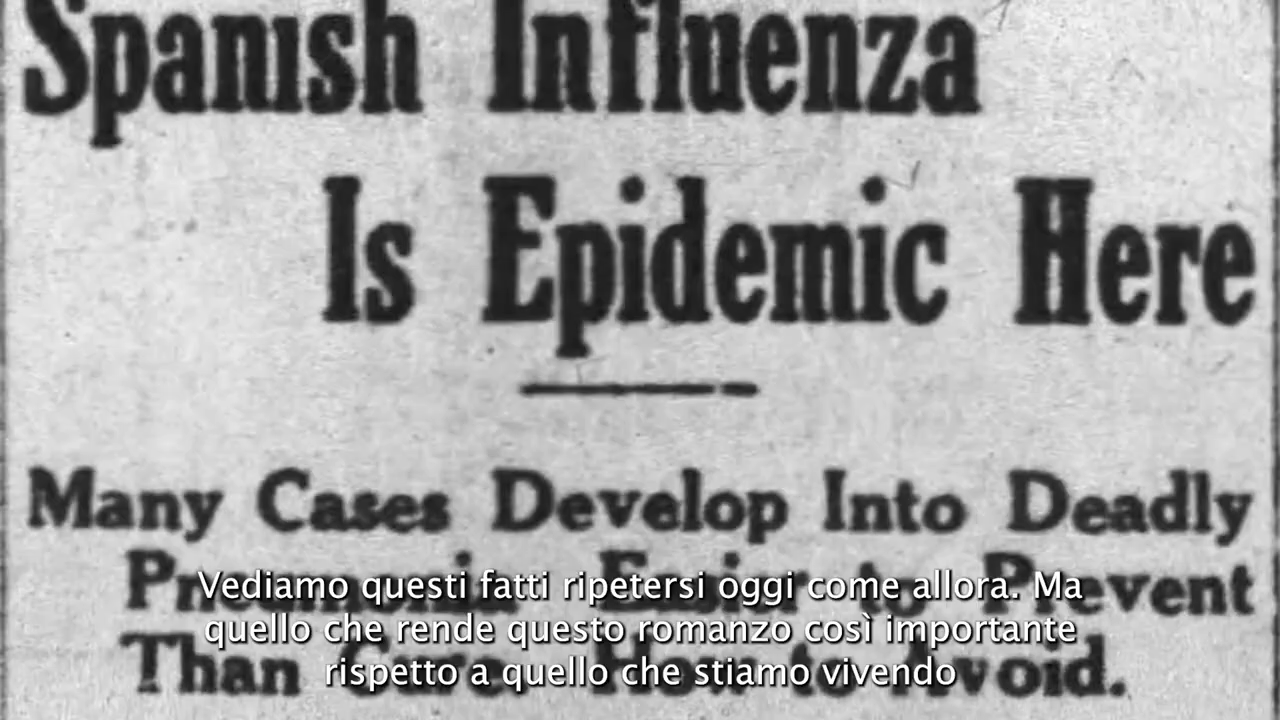 Spanish Influenza
Is Epidemic Here
Many Cases Develop Into Deadly
Pneumonia Easier to Prevent
Than Cure How to Avoid.
Vediamo questi fatti ripetersi oggi come allora. Ma
quello che rende questo romanzo così importante
rispetto a quello che stiamo vivendo